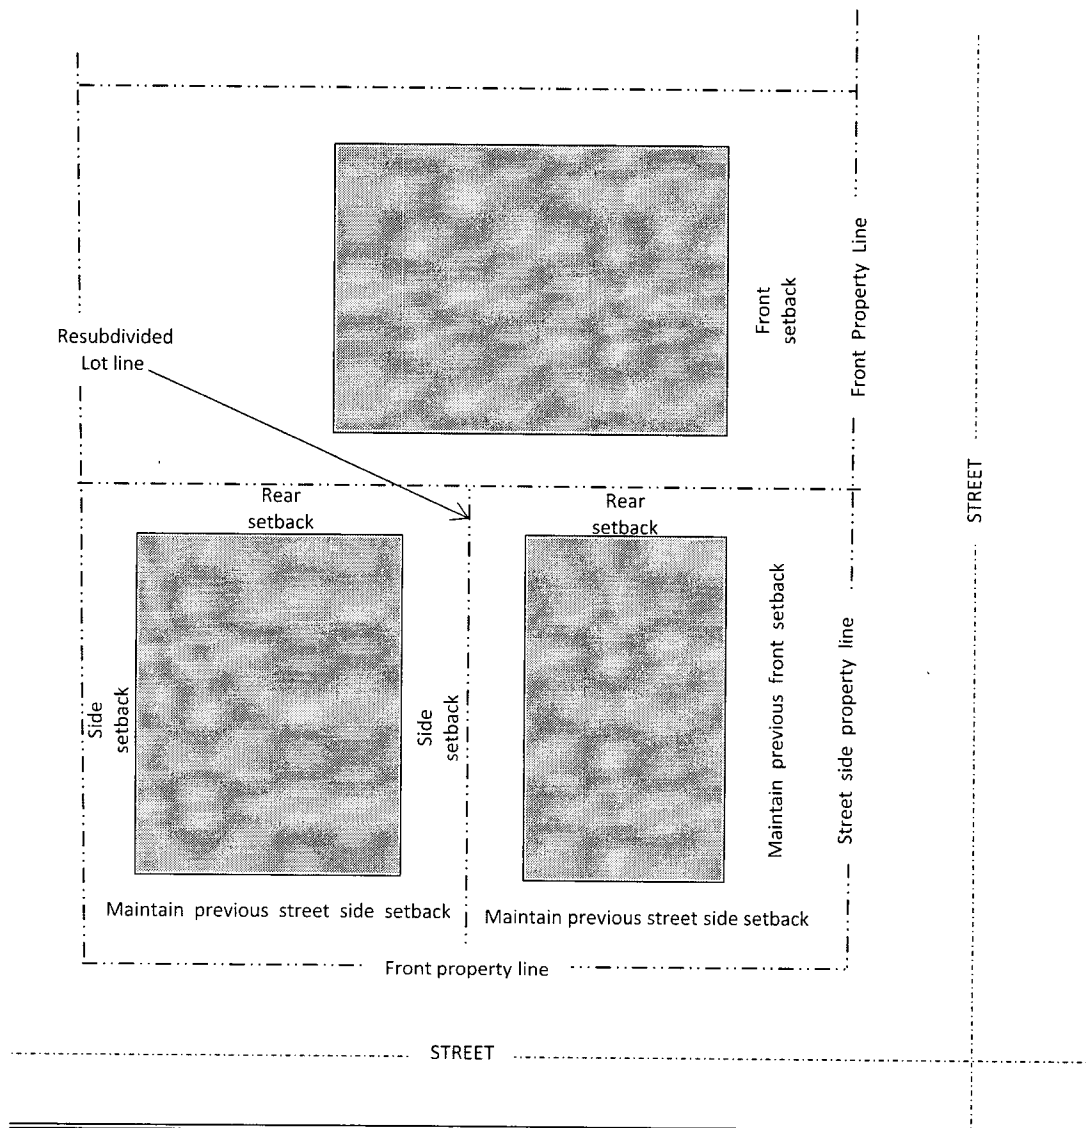 Front
setback
Front Property Line
Resubdivided
Lot line
STREET
Rear
setback
Rear
setback
Side
setback
Side
setback
Maintain previous front setback
Street side property line
Maintain previous street side setback
Maintain previous street side setback
Front property line
STREET